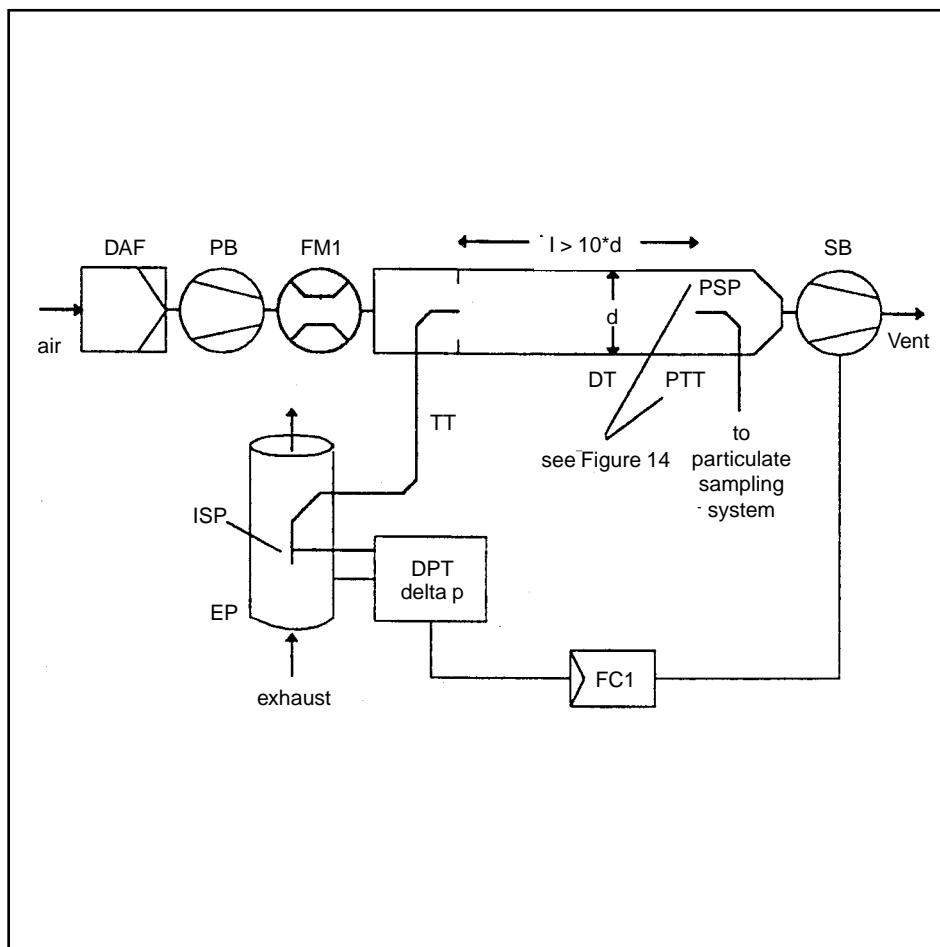 l > 10*d
DAF
PB
FM1
SB
PSP
d
air
Vent
DT
PTT
TT
see Figure 14
to
particulate
sampling
system
ISP
DPT
delta p
EP
FC1
exhaust